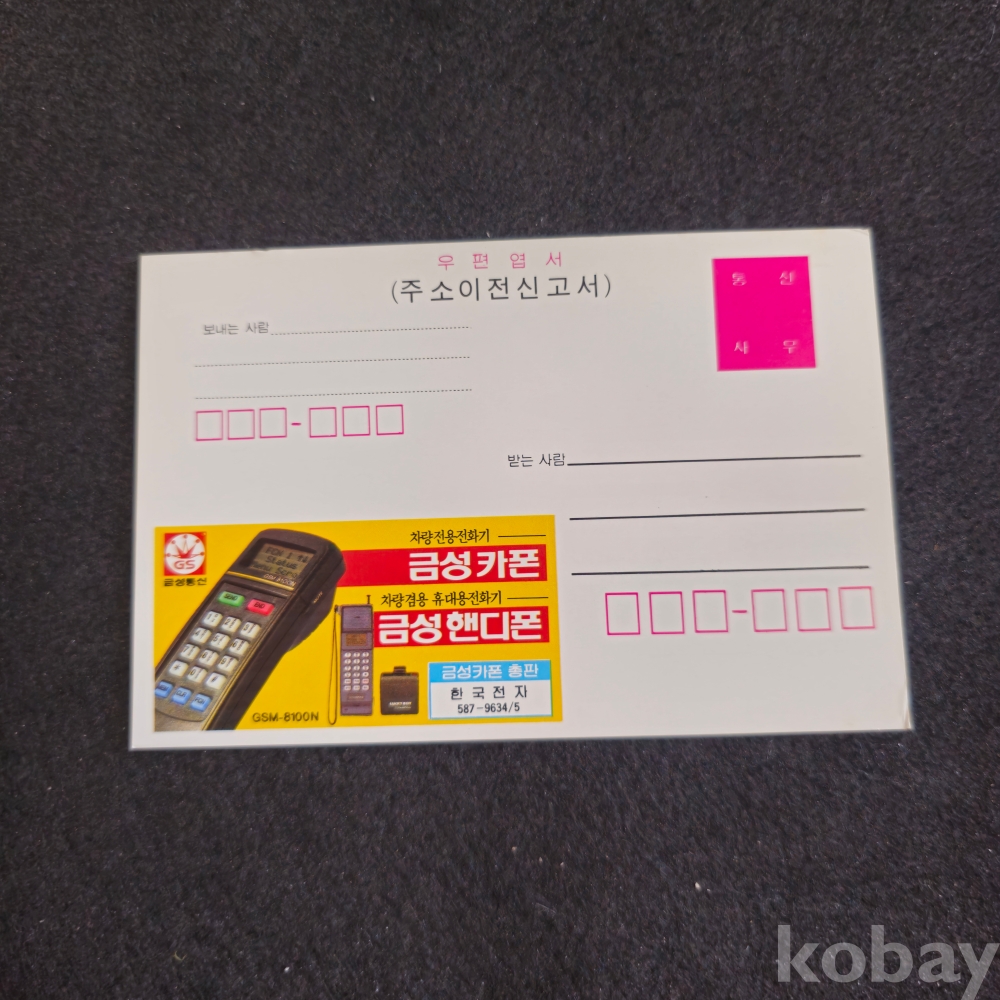 우편엽서
(주소이전신고서)
통신
사무
보내는 사람
받는 사람
GS
금성통신
차량전용전화기
금성카폰
차량겸용 휴대용전화기
금성핸디폰
GSM-8100N
GSM-8100N
금성카폰 총판
한국전자
587-9634/5
kobay